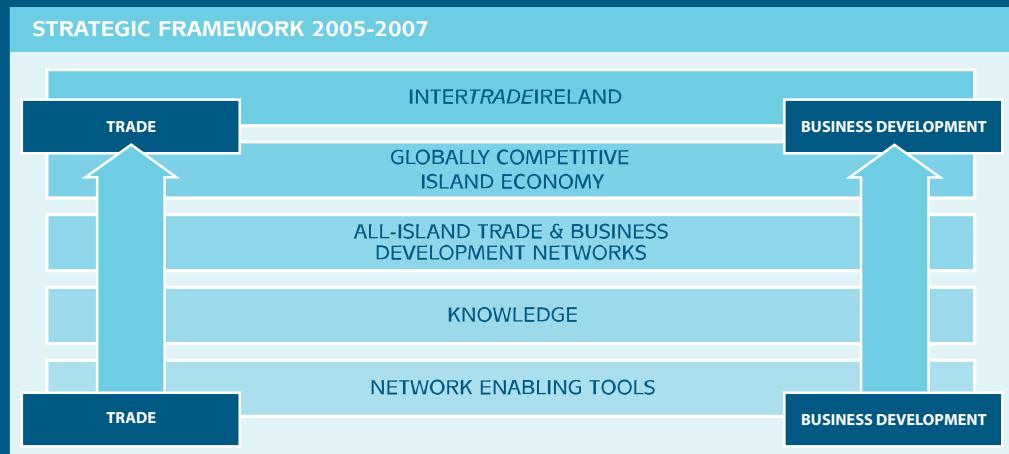 STRATEGIC FRAMEWORK 2005-2007
INTERTRADEIRELAND
TRADE
BUSINESS DEVELOPMENT
GLOBALLY COMPETITIVE
ISLAND ECONOMY
ALL-ISLAND TRADE & BUSINESS
DEVELOPMENT NETWORKS
KNOWLEDGE
NETWORK ENABLING TOOLS
TRADE
BUSINESS DEVELOPMENT